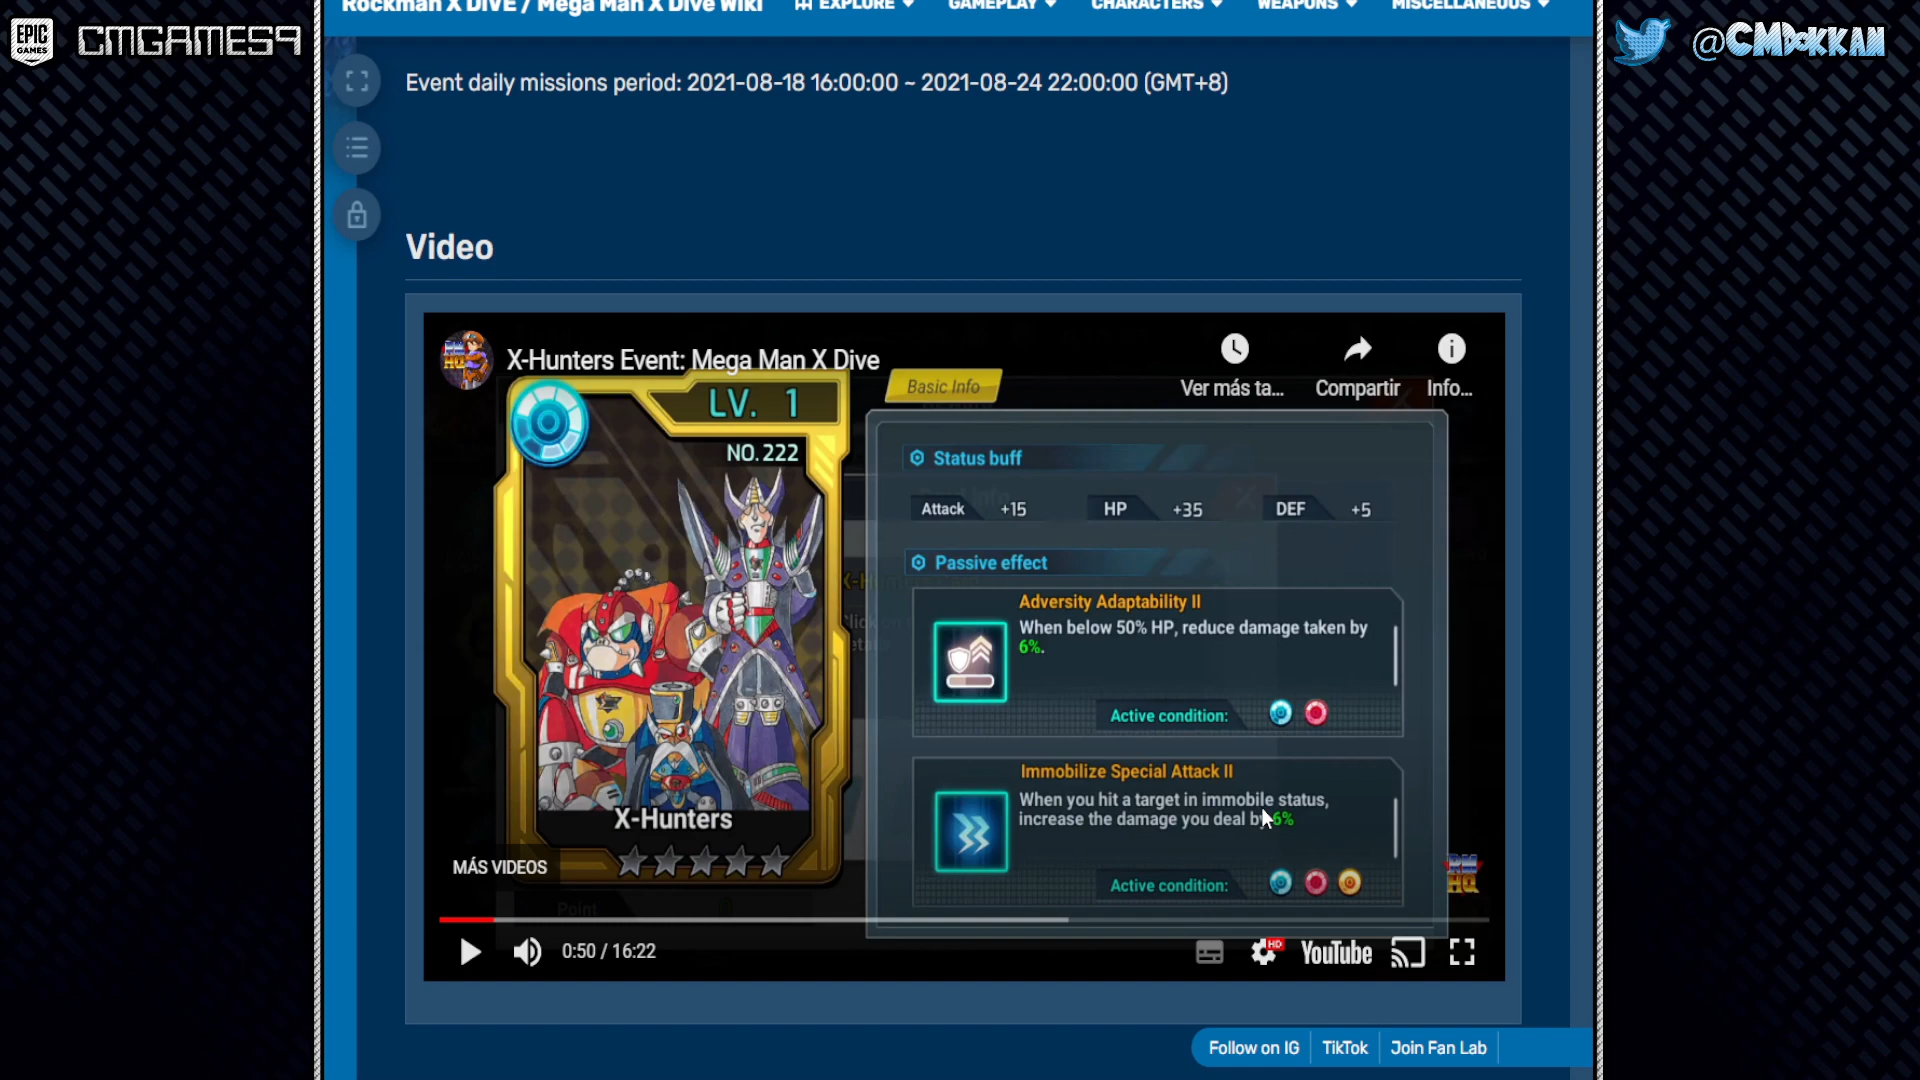 EPIC
GAMES
CMGAMES9
Rockman X DiVE / Mega Man X Dive Wiki
EXPLORE
GAMEPLAY
CHARACTERS
WEAPONS
MISCELLANEOUS
@CMDOKKAN
Event daily missions period: 2021-08-18 16:00:00 ~ 2021-08-24 22:00:00 (GMT+8)
Video
X-Hunters Event: Mega Man X Dive
Ver más ta...
Compartir
Info...
LV. 1
NO.222
Basic Info
Status buff
Attack +15 HP +35 DEF +5
Passive effect
Adversity Adaptability II
When below 50% HP, reduce damage taken by
6%.
Active condition:
Immobilize Special Attack II
When you hit a target in immobile status,
increase the damage you deal by 6%
Active condition:
X-Hunters
MÁS VIDEOS
Point
RM
HQ
0:50 / 16:22
HD
YouTube
Follow on IG
TikTok
Join Fan Lab